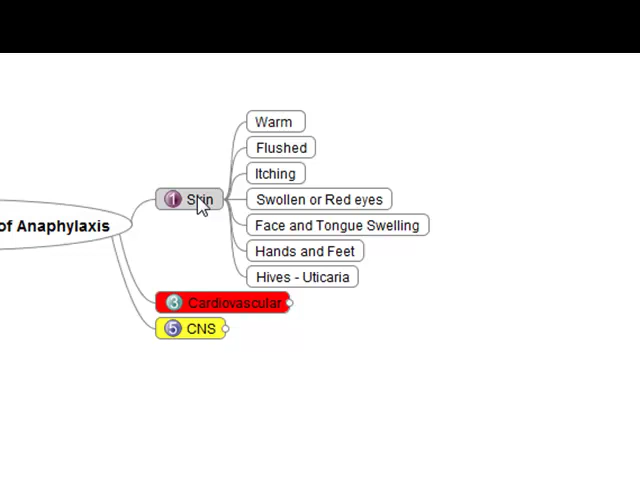 of Anaphylaxis
1 Skin
Warm
Flushed
Itching
Swollen or Red eyes
Face and Tongue Swelling
Hands and Feet
Hives - Uticaria
3 Cardiovascular
5 CNS